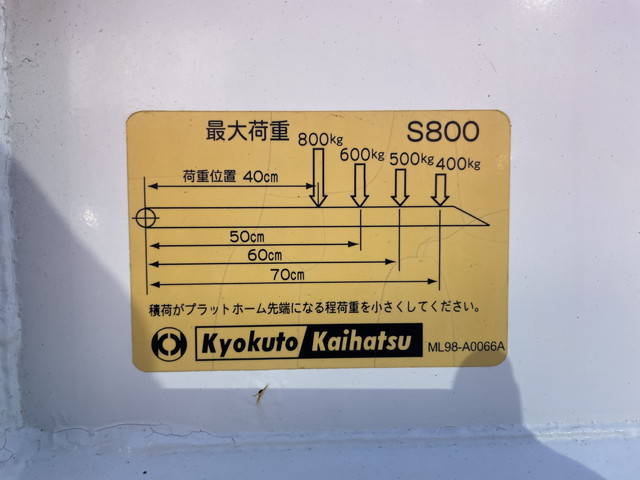 最大荷重 S800
800kg 600kg 500kg 400kg
荷重位置 40cm
50cm
60cm
70cm
積荷がプラットホーム先端になる程荷重を小さくしてください。
Kyokuto Kaihatsu ML98-A0066A